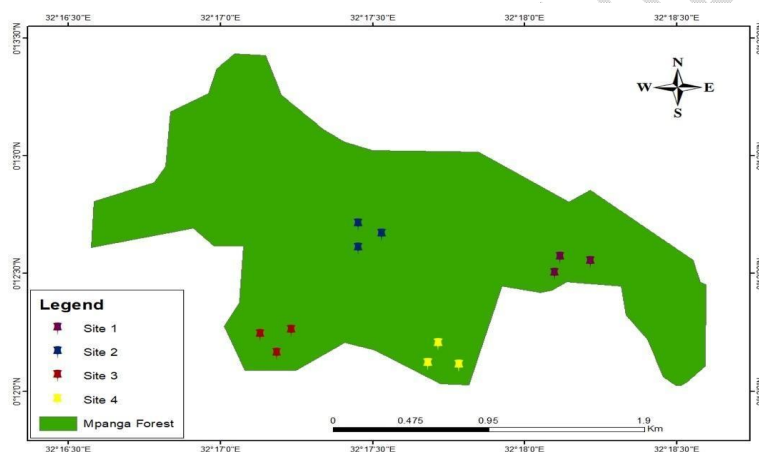 32°16'30"E 32°17'0"E 32°17'30"E 32°18'0"E 32°18'30"E
0°13'30"N
0°13'0"N
0°12'30"N
0°12'0"N
N
W E
S
Legend
Site 1
Site 2
Site 3
Site 4
Mpanga Forest
0 0.475 0.95 1.9
Km
32°16'30"E 32°17'0"E 32°17'30"E 32°18'0"E 32°18'30"E